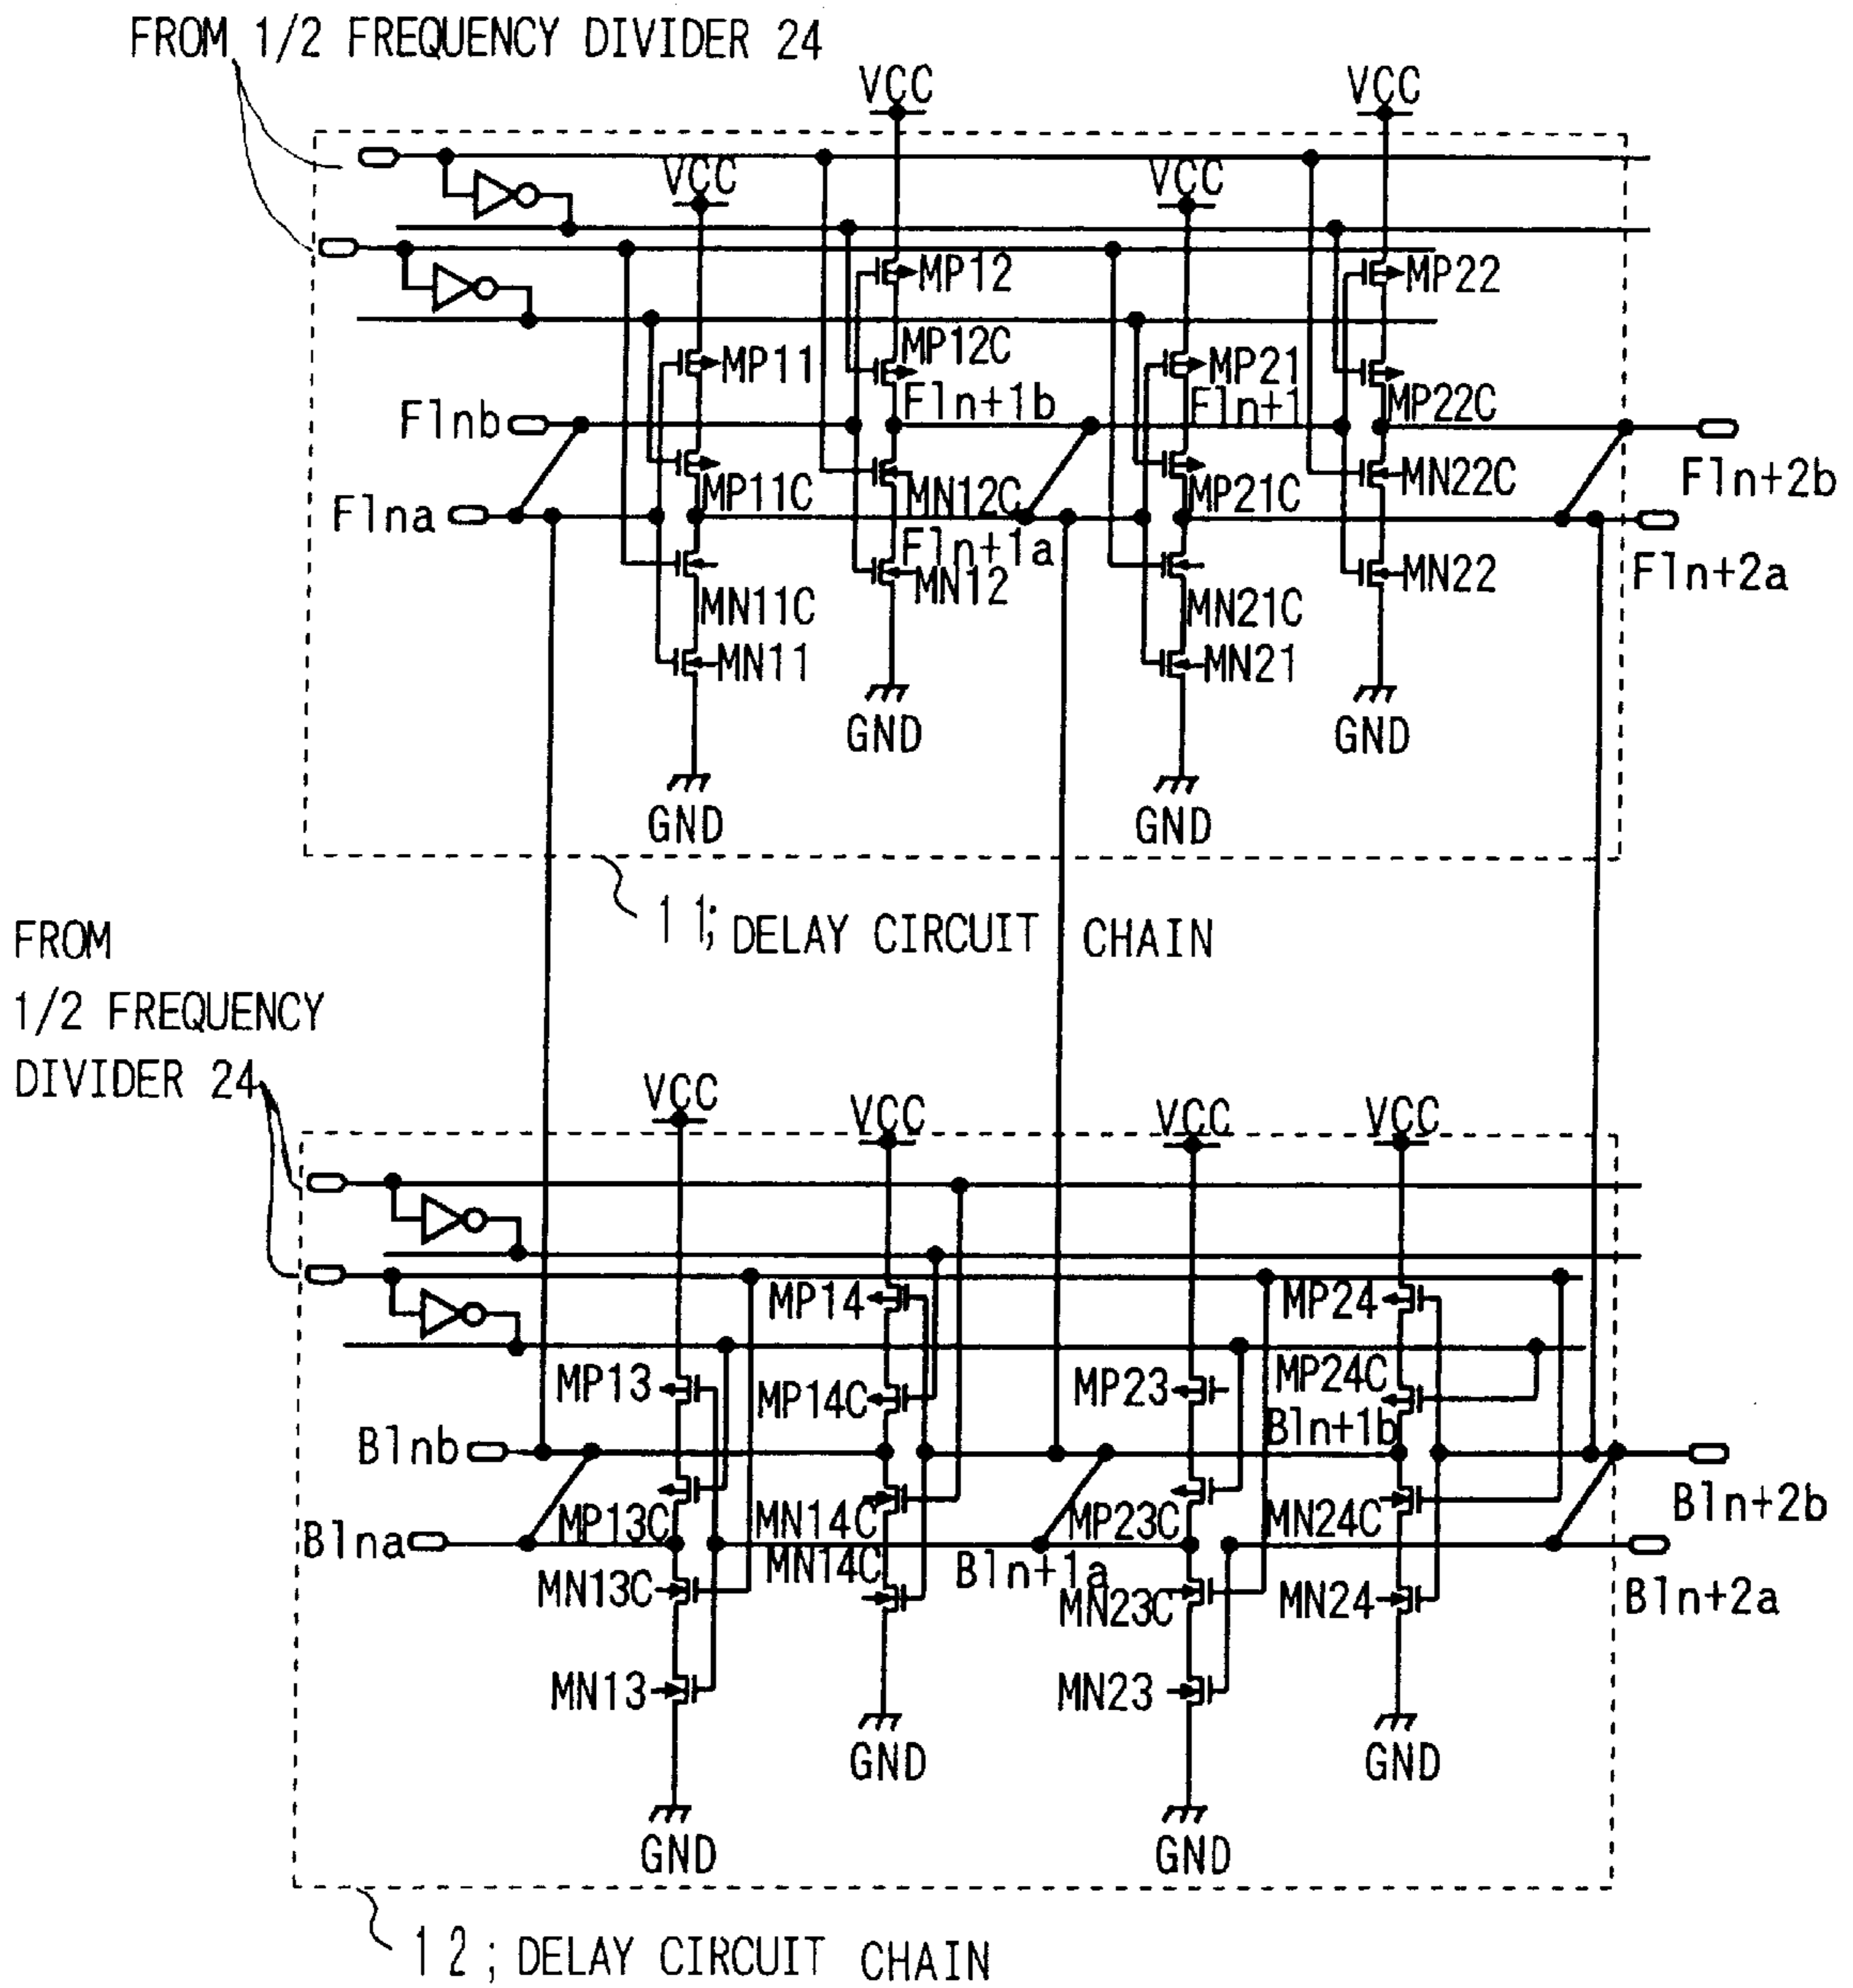 FROM 1/2 FREQUENCY DIVIDER 24
VCC
VCC
VCC
VCC
MP12
MP22
MP11
MP12C
MP21
MP22C
Flnb
Fln+1b
Fln+1
Fln+2b
Flna
MP11C
MN12C
MP21C
MN22C
Fln+1a
Fln+2a
MN11C
MN12
MN21C
MN22
MN11
MN21
GND
GND
GND
GND
11; DELAY CIRCUIT CHAIN
FROM
1/2 FREQUENCY
DIVIDER 24
VCC
VCC
VCC
VCC
MP14
MP24
MP13
MP14C
MP23
MP24C
Blnb
Bln+1b
Bln+2b
Blna
MP13C
MN14C
MP23C
MN24C
MN13C
MN14C
Bln+1a
MN23C
MN24
Bln+2a
MN13
MN23
GND
GND
GND
GND
12; DELAY CIRCUIT CHAIN